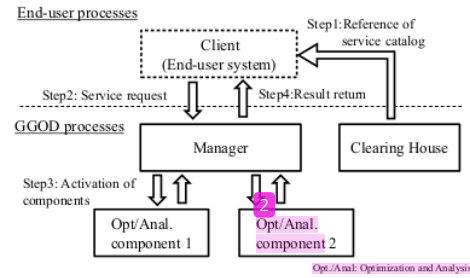 End-user processes
Step1:Reference of
service catalog
Client
(End-user system)
Step2: Service request
Step4:Result return
GGOD processes
Manager
Clearing House
Step3: Activation of
components
2
Opt/Anal.
component 1
Opt/Anal.
component 2
Opt./Anal: Optimization and Analysis